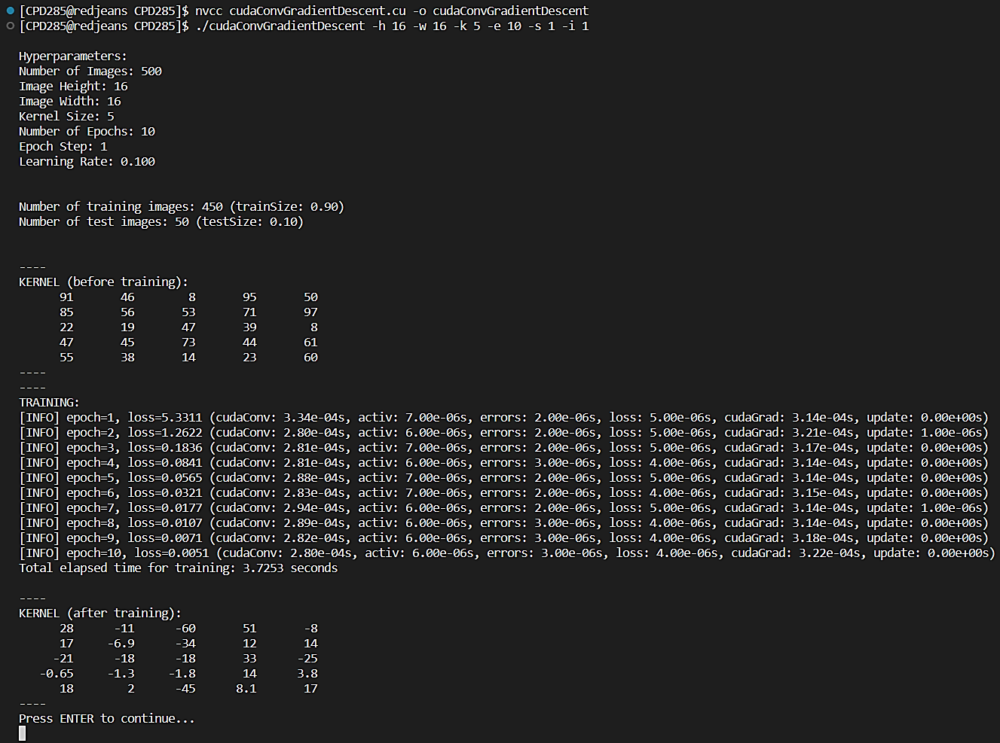 [CPD285@redjeans CPD285]$ nvcc cudaConvGradientDescent.cu -o cudaConvGradientDescent
[CPD285@redjeans CPD285]$ ./cudaConvGradientDescent -h 16 -w 16 -k 5 -e 10 -s 1 -i 1
Hyperparameters:
Number of Images: 500
Image Height: 16
Image Width: 16
Kernel Size: 5
Number of Epochs: 10
Epoch Step: 1
Learning Rate: 0.100
Number of training images: 450 (trainSize: 0.90)
Number of test images: 50 (testSize: 0.10)
----
KERNEL (before training):
91 46 8 95 50
85 56 53 71 97
22 19 47 39 8
47 45 73 44 61
55 38 14 23 60
----
----
TRAINING:
[INFO] epoch=1, loss=5.3311 (cudaConv: 3.34e-04s, activ: 7.00e-06s, errors: 2.00e-06s, loss: 5.00e-06s, cudaGrad: 3.14e-04s, update: 0.00e+00s)
[INFO] epoch=2, loss=1.2622 (cudaConv: 2.80e-04s, activ: 6.00e-06s, errors: 2.00e-06s, loss: 5.00e-06s, cudaGrad: 3.21e-04s, update: 1.00e-06s)
[INFO] epoch=3, loss=0.1836 (cudaConv: 2.81e-04s, activ: 7.00e-06s, errors: 2.00e-06s, loss: 5.00e-06s, cudaGrad: 3.17e-04s, update: 0.00e+00s)
[INFO] epoch=4, loss=0.0841 (cudaConv: 2.81e-04s, activ: 6.00e-06s, errors: 3.00e-06s, loss: 4.00e-06s, cudaGrad: 3.14e-04s, update: 0.00e+00s)
[INFO] epoch=5, loss=0.0565 (cudaConv: 2.88e-04s, activ: 7.00e-06s, errors: 2.00e-06s, loss: 5.00e-06s, cudaGrad: 3.14e-04s, update: 0.00e+00s)
[INFO] epoch=6, loss=0.0321 (cudaConv: 2.83e-04s, activ: 7.00e-06s, errors: 2.00e-06s, loss: 4.00e-06s, cudaGrad: 3.15e-04s, update: 0.00e+00s)
[INFO] epoch=7, loss=0.0177 (cudaConv: 2.94e-04s, activ: 6.00e-06s, errors: 2.00e-06s, loss: 5.00e-06s, cudaGrad: 3.14e-04s, update: 1.00e-06s)
[INFO] epoch=8, loss=0.0107 (cudaConv: 2.89e-04s, activ: 6.00e-06s, errors: 3.00e-06s, loss: 4.00e-06s, cudaGrad: 3.14e-04s, update: 0.00e+00s)
[INFO] epoch=9, loss=0.0071 (cudaConv: 2.82e-04s, activ: 6.00e-06s, errors: 3.00e-06s, loss: 4.00e-06s, cudaGrad: 3.18e-04s, update: 0.00e+00s)
[INFO] epoch=10, loss=0.0051 (cudaConv: 2.80e-04s, activ: 6.00e-06s, errors: 3.00e-06s, loss: 4.00e-06s, cudaGrad: 3.22e-04s, update: 0.00e+00s)
Total elapsed time for training: 3.7253 seconds
----
KERNEL (after training):
28 -11 -60 51 -8
17 -6.9 -34 12 14
-21 -18 -18 33 -25
-0.65 -1.3 -1.8 14 3.8
18 2 -45 8.1 17
----
Press ENTER to continue...